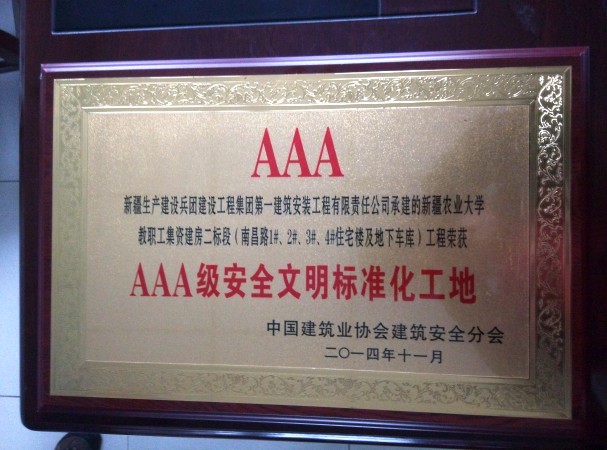 AAA
新疆生产建设兵团建设工程集团第一建筑安装工程有限责任公司承建的新疆农业大学
教职工集资建房二标段（南昌路1#、2#、3#、4#住宅楼及地下车库）工程荣获
AAA级安全文明标准化工地
中国建筑业协会建筑安全分会
二〇一四年十一月